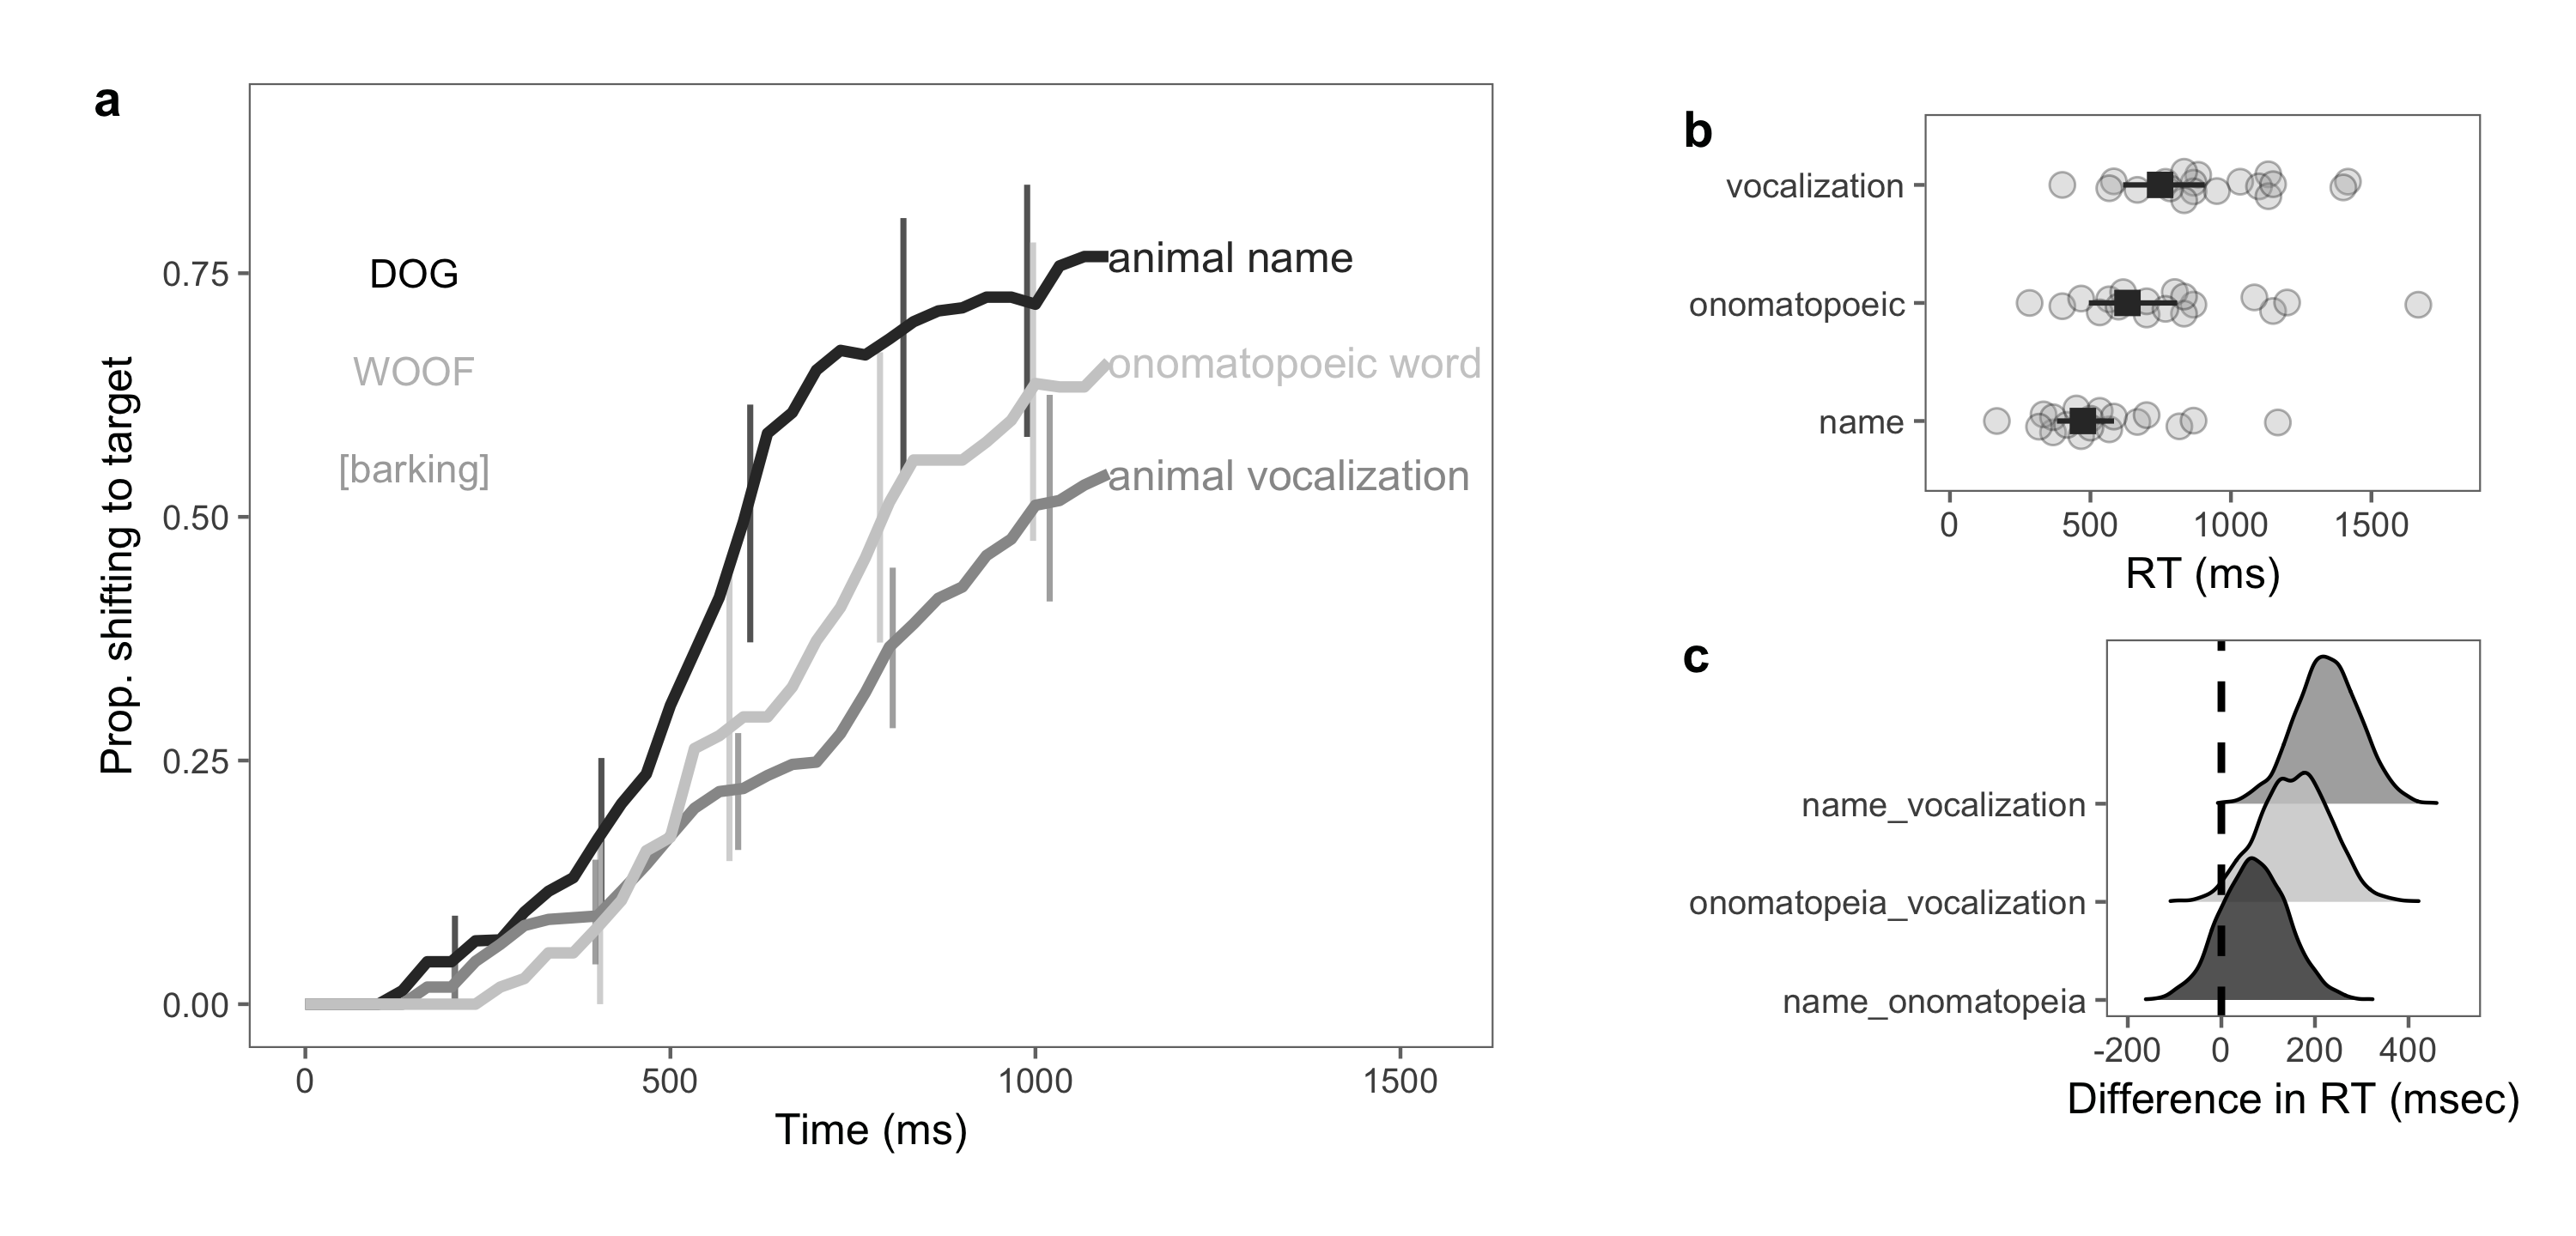 a
Prop. shifting to target
0.75
0.50
0.25
0.00
DOG
WOOF
[barking]
animal name
onomatopoeic word
animal vocalization
0
500
1000
1500
Time (ms)
b
vocalization
onomatopoeic
name
0
500
1000
1500
RT (ms)
c
name_vocalization
onomatopeia_vocalization
name_onomatopeia
-200
0
200
400
Difference in RT (msec)